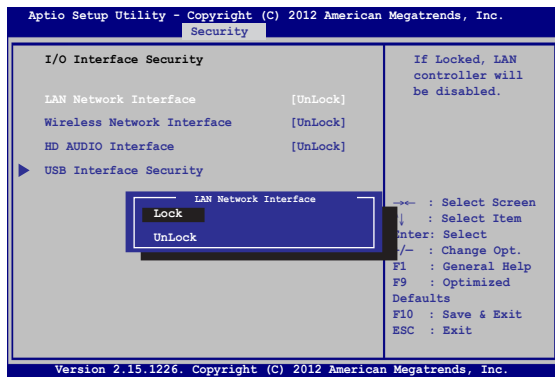 Aptio Setup Utility - Copyright (C) 2012 American Megatrends, Inc.
Security
I/O Interface Security
LAN Network Interface [UnLock]
Wireless Network Interface [UnLock]
HD AUDIO Interface [UnLock]
USB Interface Security
If Locked, LAN
controller will
be disabled.
LAN Network Interface
Lock
UnLock
→← : Select Screen
↓ : Select Item
Enter: Select
/— : Change Opt.
F1 : General Help
F9 : Optimized
Defaults
F10 : Save & Exit
ESC : Exit
Version 2.15.1226. Copyright (C) 2012 American Megatrends, Inc.